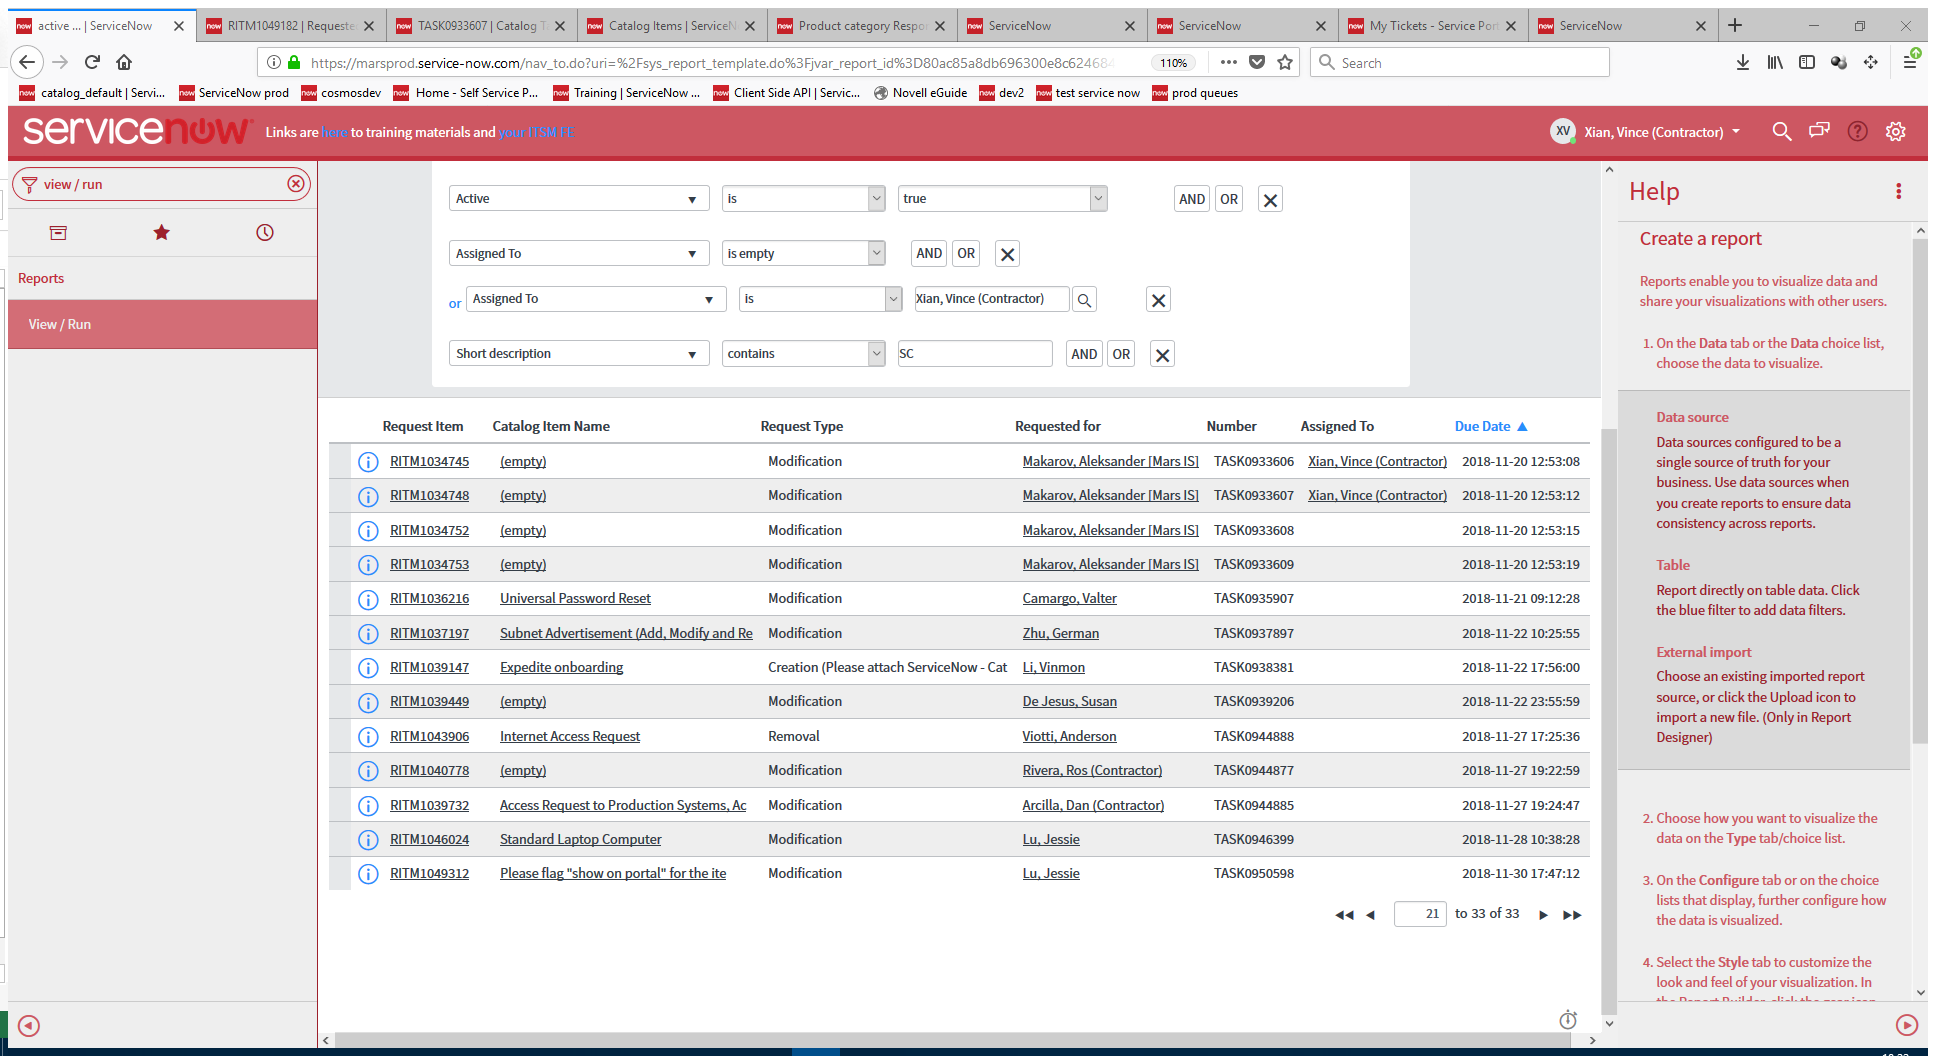 active ... | ServiceNow
RITM1049182 | Requeste
TASK0933607 | Catalog T
Catalog Items | ServiceN
Product category Respo
ServiceNow
ServiceNow
My Tickets - Service Port
ServiceNow
https://marsprod.service-now.com/nav_to.do?uri=%2Fsys_report_template.do%3Fjvar_report_id%3D80ac85a8db696300e8c62468
110%
Search
catalog_default | Servi...
ServiceNow prod
cosmosdev
Home - Self Service P...
Training | ServiceNow ...
Client Side API | Servic...
Novell eGuide
dev2
test service now
prod queues
servicenow
Links are here to training materials and your ITSM FE
XV
Xian, Vince (Contractor)
view / run
Reports
View / Run
Active is true AND OR
Assigned To is empty AND OR
or Assigned To is Xian, Vince (Contractor)
Short description contains SC AND OR
Request Item Catalog Item Name Request Type Requested for Number Assigned To Due Date
RITM1034745 (empty) Modification Makarov, Aleksander [Mars IS] TASK0933606 Xian, Vince (Contractor) 2018-11-20 12:53:08
RITM1034748 (empty) Modification Makarov, Aleksander [Mars IS] TASK0933607 Xian, Vince (Contractor) 2018-11-20 12:53:12
RITM1034752 (empty) Modification Makarov, Aleksander [Mars IS] TASK0933608 2018-11-20 12:53:15
RITM1034753 (empty) Modification Makarov, Aleksander [Mars IS] TASK0933609 2018-11-20 12:53:19
RITM1036216 Universal Password Reset Modification Camargo, Valter TASK0935907 2018-11-21 09:12:28
RITM1037197 Subnet Advertisement (Add, Modify and Re Modification Zhu, German TASK0937897 2018-11-22 10:25:55
RITM1039147 Expedite onboarding Creation (Please attach ServiceNow - Cat Li, Vinmon TASK0938381 2018-11-22 17:56:00
RITM1039449 (empty) Modification De Jesus, Susan TASK0939206 2018-11-22 23:55:59
RITM1043906 Internet Access Request Removal Viotti, Anderson TASK0944888 2018-11-27 17:25:36
RITM1040778 (empty) Modification Rivera, Ros (Contractor) TASK0944877 2018-11-27 19:22:59
RITM1039732 Access Request to Production Systems, Ac Modification Arcilla, Dan (Contractor) TASK0944885 2018-11-27 19:24:47
RITM1046024 Standard Laptop Computer Modification Lu, Jessie TASK0946399 2018-11-28 10:38:28
RITM1049312 Please flag "show on portal" for the ite Modification Lu, Jessie TASK0950598 2018-11-30 17:47:12
21 to 33 of 33
Help
Create a report
Reports enable you to visualize data and
share your visualizations with other users.
1. On the Data tab or the Data choice list,
choose the data to visualize.
Data source
Data sources configured to be a
single source of truth for your
business. Use data sources when
you create reports to ensure data
consistency across reports.
Table
Report directly on table data. Click
the blue filter to add data filters.
External import
Choose an existing imported report
source, or click the Upload icon to
import a new file. (Only in Report
Designer)
2. Choose how you want to visualize the
data on the Type tab/choice list.
3. On the Configure tab or on the choice
lists that display, further configure how
the data is visualized.
4. Select the Style tab to customize the
look and feel of your visualization. In
the Report Builder, click the gear icon